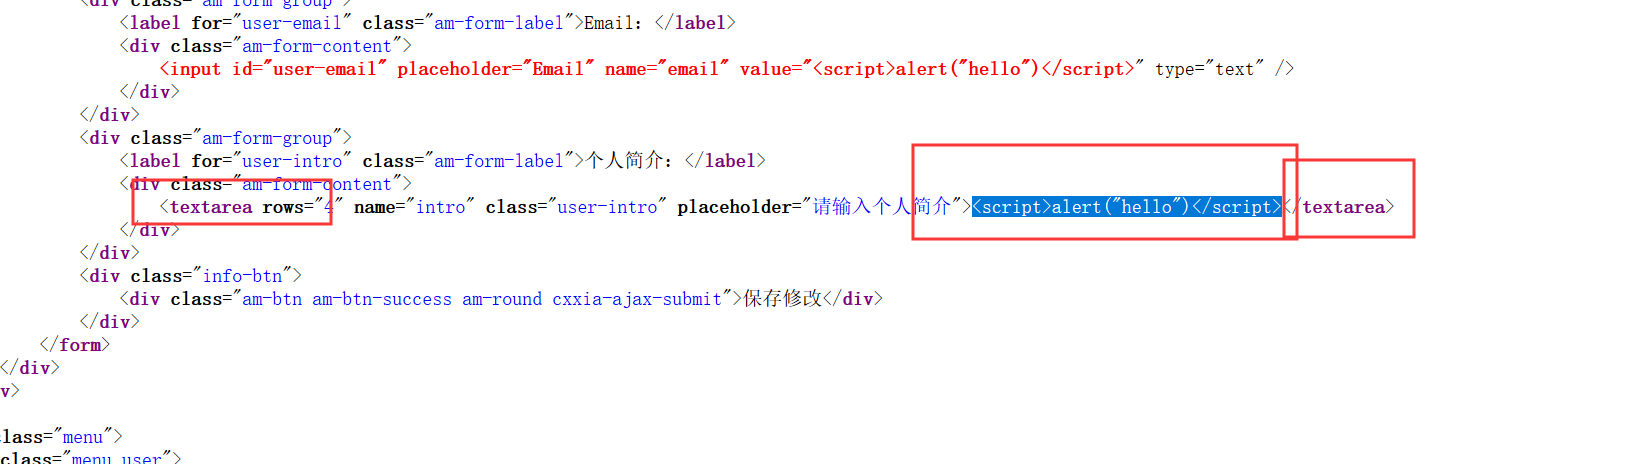 <div class="am-form-group">
<label for="user-email" class="am-form-label">Email: </label>
<div class="am-form-content">
<input id="user-email" placeholder="Email" name="email" value="<script>alert("hello")</script>" type="text" />
</div>
</div>
<div class="am-form-group">
<label for="user-intro" class="am-form-label">个人简介: </label>
<div class="am-form-content">
<textarea rows="4" name="intro" class="user-intro" placeholder="请输入个人简介"><script>alert("hello")</script></textarea>
</div>
</div>
<div class="info-btn">
<div class="am-btn am-btn-success am-round cxxia-ajax-submit">保存修改</div>
</div>
</form>
</div>
v>
class="menu">
class="menu user">